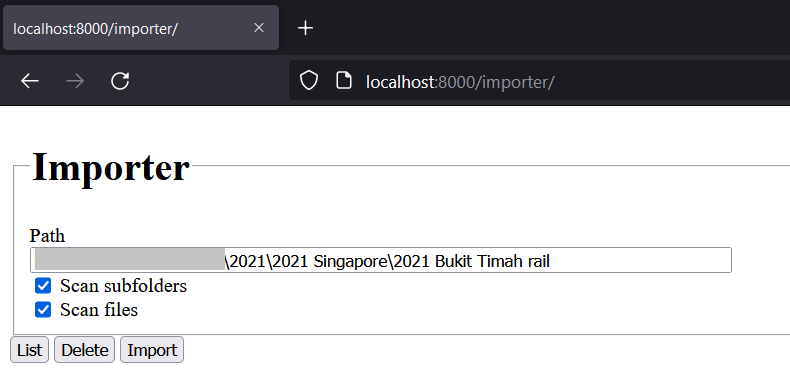 localhost:8000/importer/
localhost:8000/importer/
Importer
Path
\2021\2021 Singapore\2021 Bukit Timah rail
Scan subfolders
Scan files
List Delete Import